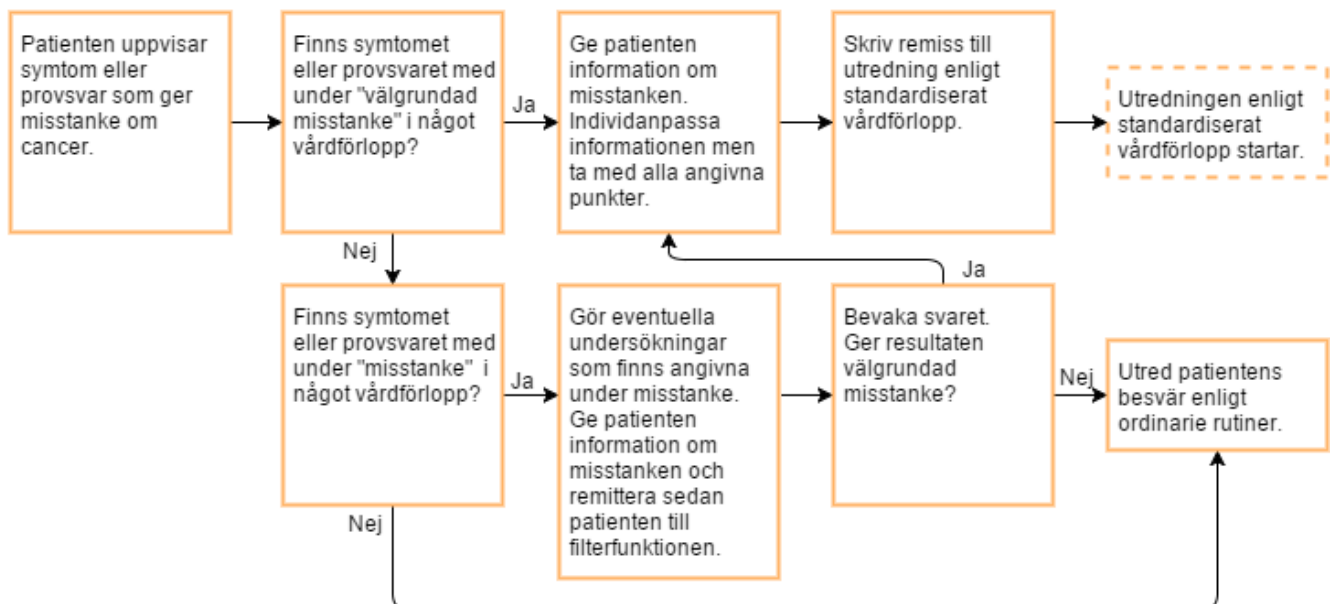 Patienten uppvisar
symtom eller
provsvar som ger
misstanke om
cancer.
Finns symtomet
eller provsvaret med
under "välgrundad
misstanke" i något
vårdförlopp?
Ja
Ge patienten
information om
misstanken.
Individanpassa
informationen men
ta med alla angivna
punkter.
Skriv remiss till
utredning enligt
standardiserat
vårdförlopp.
Utredningen enligt
standardiserat
vårdförlopp startar.
Nej
Ja
Finns symtomet
eller provsvaret med
under "misstanke" i
något vårdförlopp?
Ja
Gör eventuella
undersökningar
som finns angivna
under misstanke.
Ge patienten
information om
misstanken och
remittera sedan
patienten till
filterfunktionen.
Bevaka svaret.
Ger resultaten
välgrundad
misstanke?
Nej
Utred patientens
besvär enligt
ordinarie rutiner.
Nej